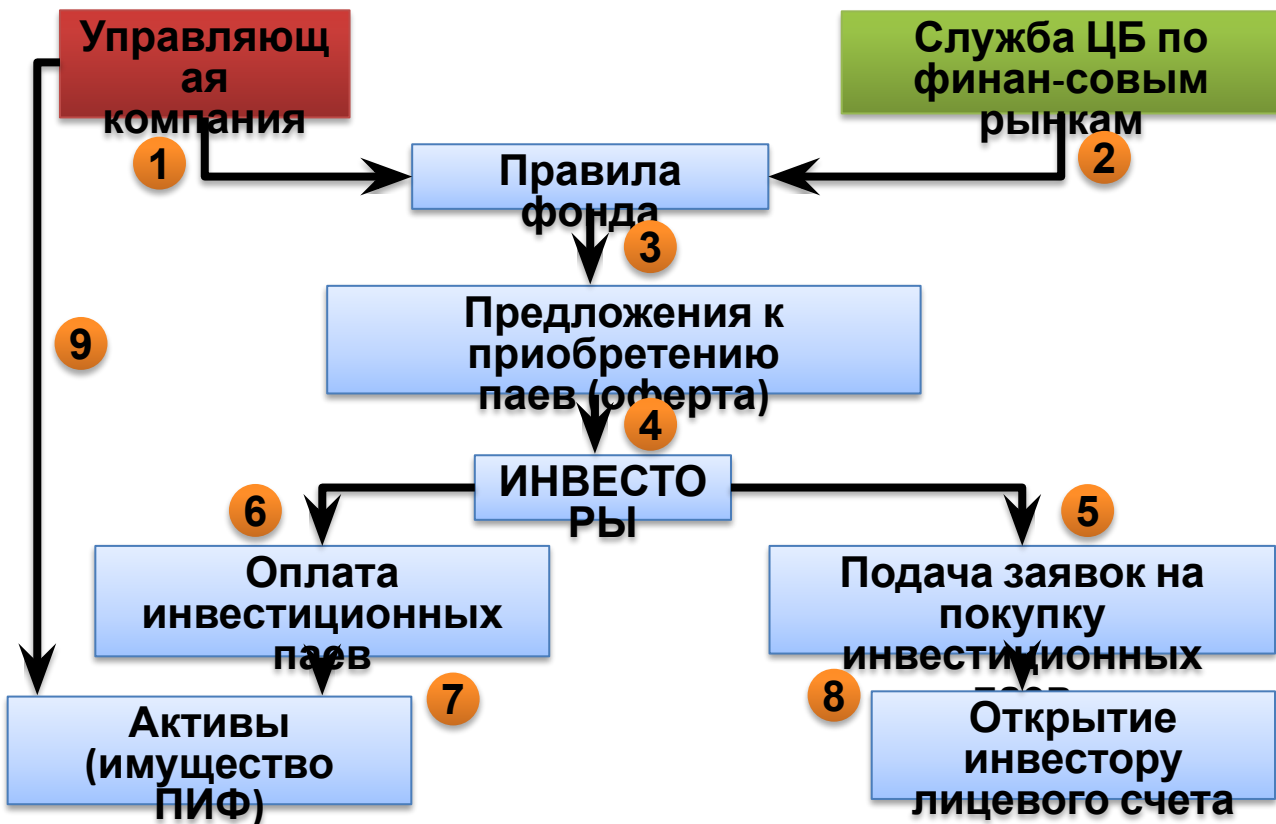 Управляющ
ая
компания
Служба ЦБ по
финан-совым
рынкам
1
2
Правила
фонда
3
Предложения к
приобретению
паев (оферта)
9
4
ИНВЕСТО
РЫ
6
5
Оплата
инвестиционных
паев
Подача заявок на
покупку
инвестиционных
паев
7
8
Активы
(имущество
ПИФ)
Открытие
инвестору
лицевого счета